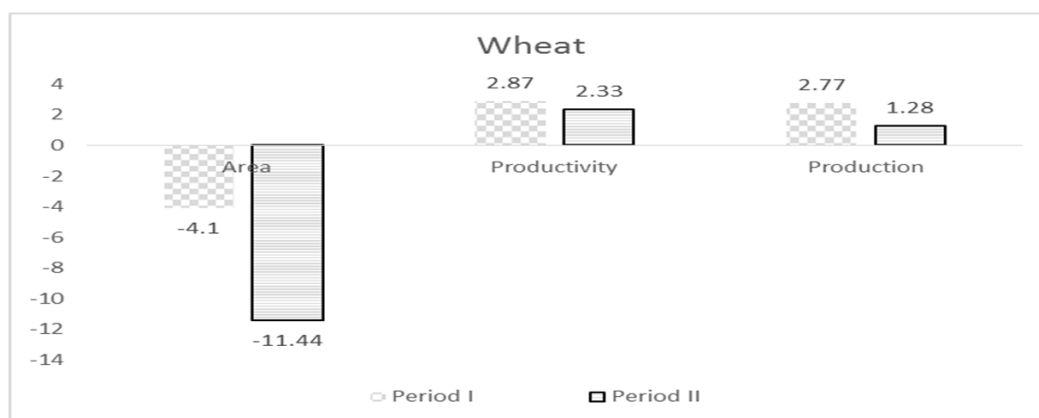 Wheat
4
2
0
-2
-4
-6
-8
-10
-12
-14
2.87
2.33
2.77
1.28
Area
Productivity
Production
-4.1
-11.44
Period I
Period II